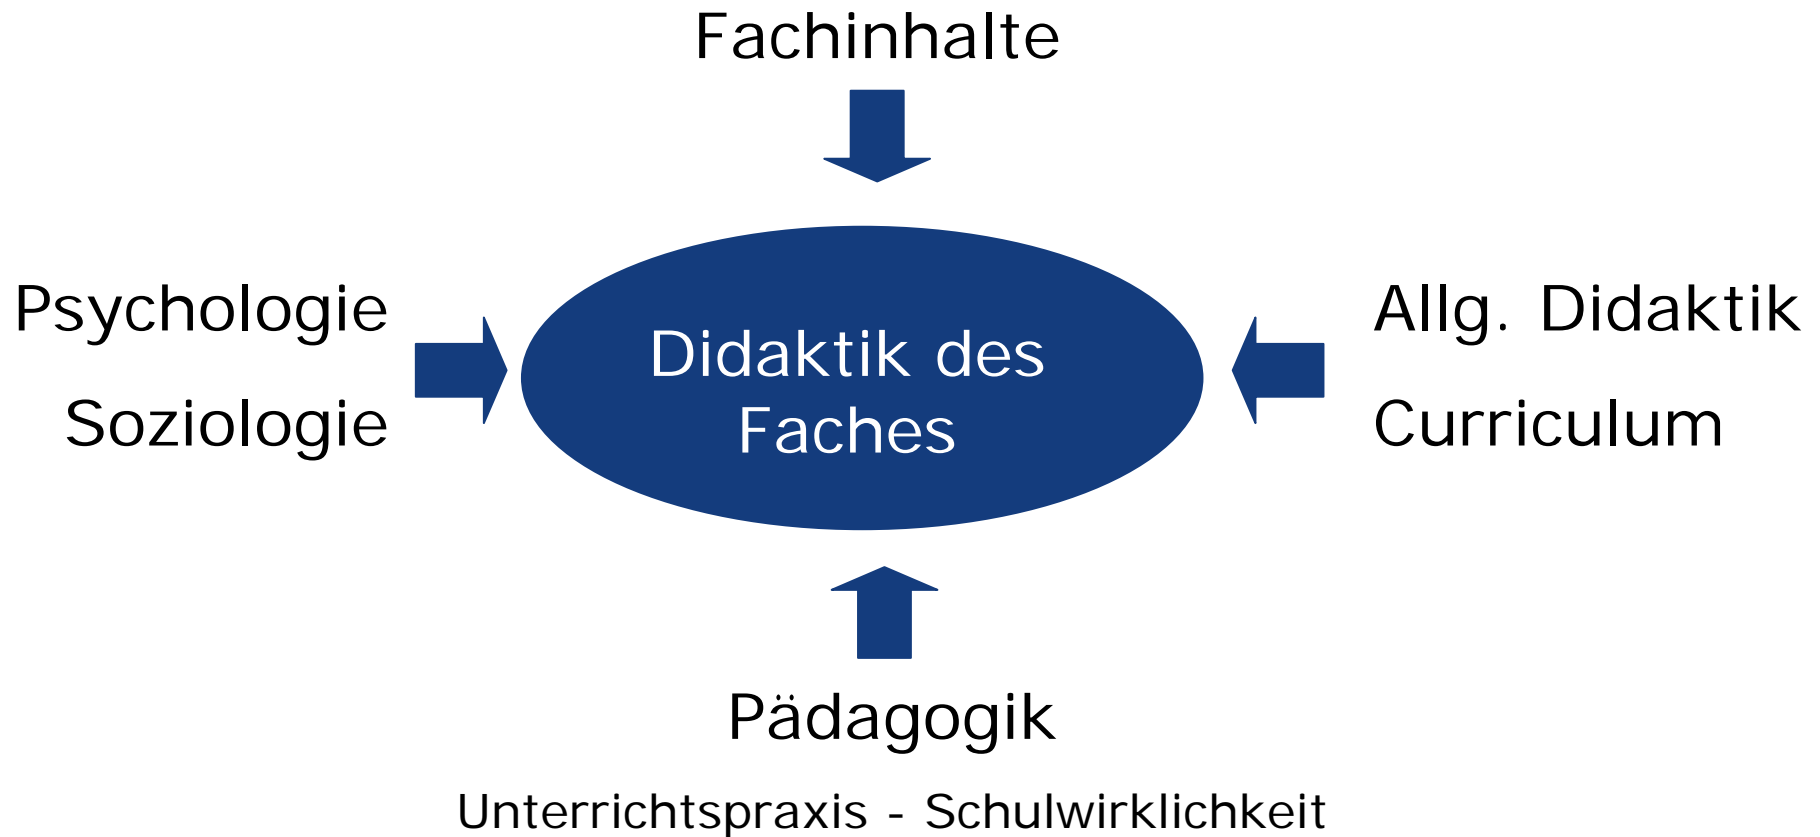 Fachinhalte
Psychologie
Soziologie
Didaktik des
Faches
Allg. Didaktik
Curriculum
Pädagogik
Unterrichtspraxis - Schulwirklichkeit